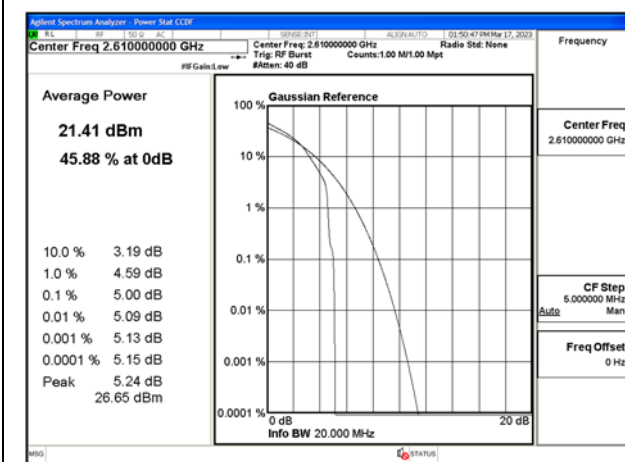 Agilent Spectrum Analyzer - Power Stat CCDF
RL RF 50 Ω AC SENSE:INT ALIGNAUTO 01:50:47 PM Mar 17, 2023
Center Freq 2.610000000 GHz
Center Freq: 2.610000000 GHz Radio Std: None
Trig: RF Burst Counts:1.00 M/1.00 Mpt
#IFGain:Low #Atten: 40 dB
Frequency
Average Power
21.41 dBm
45.88 % at 0dB
10.0 % 3.19 dB
1.0 % 4.59 dB
0.1 % 5.00 dB
0.01 % 5.09 dB
0.001 % 5.13 dB
0.0001 % 5.15 dB
Peak 5.24 dB
26.65 dBm
Gaussian Reference
100 %
10 %
1 %
0.1 %
0.01 %
0.001 %
0.0001 %
0 dB 20 dB
Info BW 20.000 MHz
Center Freq
2.610000000 GHz
CF Step
5.000000 MHz
Auto Man
Freq Offset
0 Hz
MSG STATUS